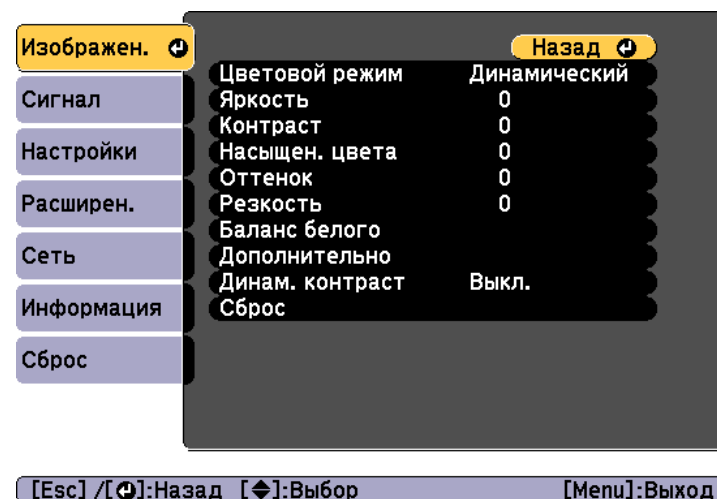 Изображен.
Сигнал
Настройки
Расширен.
Сеть
Информация
Сброс
Назад
Цветовой режим Динамический
Яркость 0
Контраст 0
Насыщен. цвета 0
Оттенок 0
Резкость 0
Баланс белого
Дополнительно
Динам. контраст Выкл.
Сброс
[Esc] /[⏎]:Назад [◆]:Выбор [Menu]:Выход